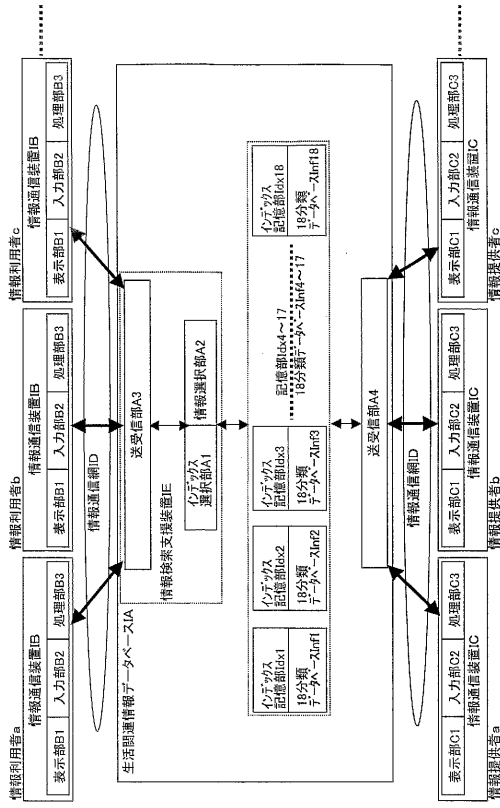 情報利用者a
情報通信装置IB
表示部B1 入力部B2 処理部B3
情報利用者b
情報通信装置IB
表示部B1 入力部B2 処理部B3
情報利用者c
情報通信装置IB
表示部B1 入力部B2 処理部B3
情報通信網ID
生活関連情報データベースIA
送受信部A3
情報検索支援装置IE
インデックス
選択部A1
情報選択部A2
インデックス
記憶部Idx1
18分類
データベースInf1
インデックス
記憶部Idx2
18分類
データベースInf2
インデックス
記憶部Idx3
18分類
データベースInf3
記憶部Idx4～17
18分類データベースInf4～17
インデックス
記憶部Idx18
18分類
データベースInf18
送受信部A4
情報通信網ID
表示部C1 入力部C2 処理部C3
情報通信装置IC
情報提供者a
表示部C1 入力部C2 処理部C3
情報通信装置IC
情報提供者b
表示部C1 入力部C2 処理部C3
情報通信装置IC
情報提供者c